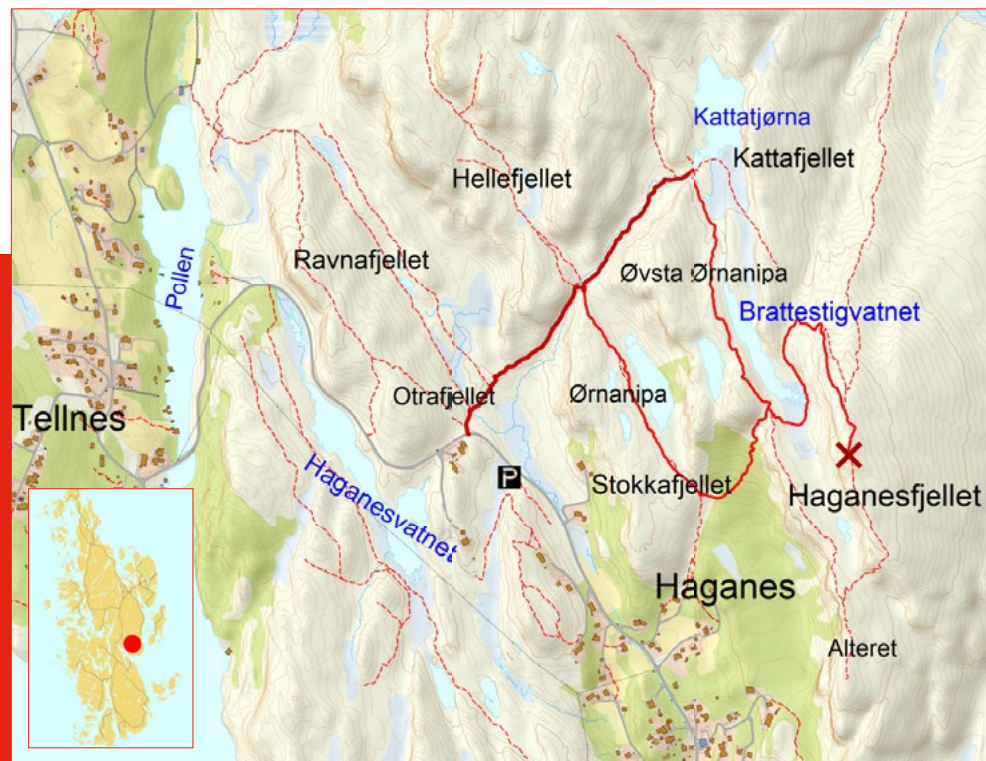 Kattatjørna
Kattafjellet
Hellefjellet
Ravnafjellet
Øvsta Ørnanipa
Pollen
Brattestigvatnet
Otrafjellet
Ørnanipa
Tellnes
P
Haganesvatnet
Stokkafjellet
Haganesfjellet
Haganes
Alteret